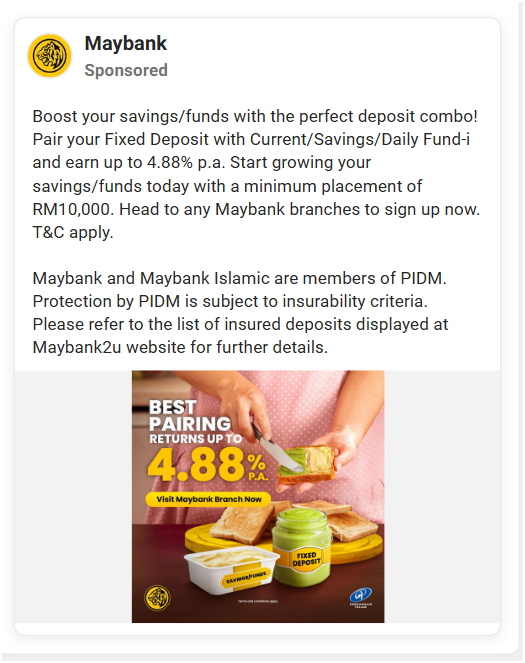 Maybank
Sponsored
Boost your savings/funds with the perfect deposit combo!
Pair your Fixed Deposit with Current/Savings/Daily Fund-i
and earn up to 4.88% p.a. Start growing your
savings/funds today with a minimum placement of
RM10,000. Head to any Maybank branches to sign up now.
T&C apply.
Maybank and Maybank Islamic are members of PIDM.
Protection by PIDM is subject to insurability criteria.
Please refer to the list of insured deposits displayed at
Maybank2u website for further details.
BEST
PAIRING
RETURNS UP TO
4.88% P.A.
Visit Maybank Branch Now
FIXED
DEPOSIT
SAVINGS/FUNDS
Terms and conditions apply.